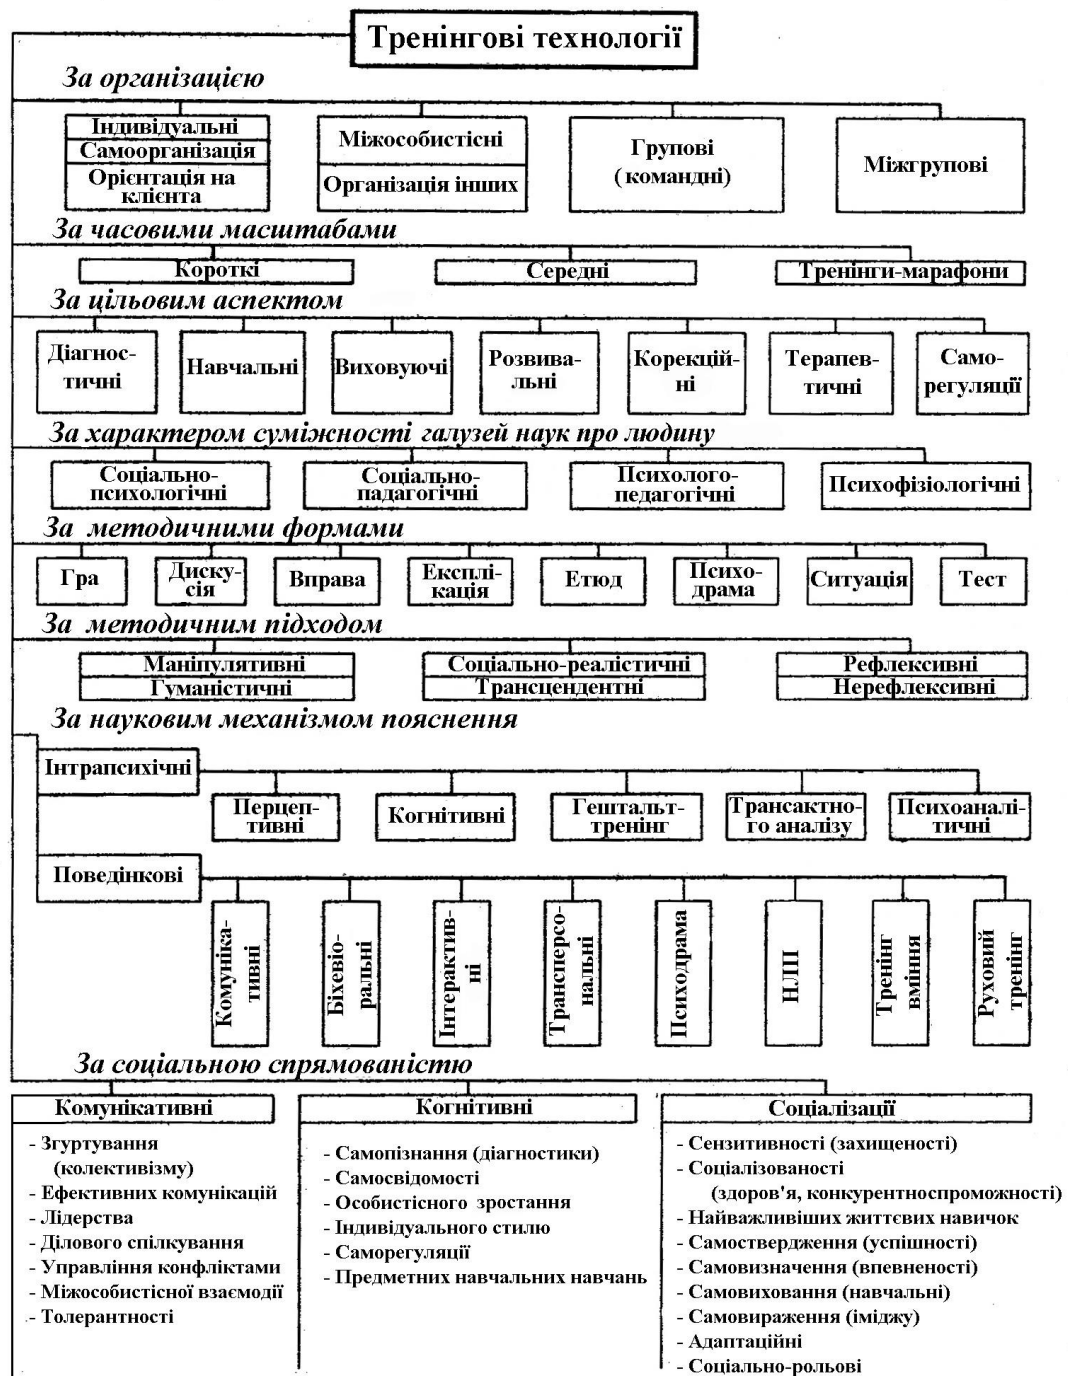 Тренінгові технології
За організацією
Індивідуальні
Самоорганізація
Орієнтація на
клієнта
Міжособистісні
Організація інших
Групові
( командні)
Міжгрупові
За часовими масштабами
Короткі
Середні
Тренінги-марафони
За цільовим аспектом
Діагнос-
тичні
Навчальні
Виховуючі
Розвива-
льні
Корекцій-
ні
Терапев-
тичні
Само-
регуляції
За характером суміжності галузей наук про людину
Соціально-
психологічні
Соціально-
падагогічні
Психолого-
педагогічні
Психофізіологічні
За методичними формами
Гра
Диску-
сія
Вправа
Експлі-
кація
Етюд
Психо-
драма
Ситуація
Тест
За методичним підходом
Маніпулятивні
Гуманістичні
Соціально-реалістичні
Трансцендентні
Рефлексивні
Нерефлексивні
За науковим механізмом пояснення
Інтрапсихічні
Перцеп-
тивні
Когнітивні
Гештальт-
тренінг
Трансактно-
го аналізу
Психоаналі-
тичні
Поведінкові
Комуніка-
тивні
Біхевіо-
ральні
Інтерактив-
ні
Трансперсо-
нальні
Психодрама
НЛП
Тренінг
вміння
Руховий
тренінг
За соціальною спрямованістю
Комунікативні
- Згуртування
(колективізму)
- Ефективних комунікацій
- Лідерства
- Ділового спілкування
- Управління конфліктами
- Міжособистісної взаємодії
- Толерантності
Когнітивні
- Самопізнання (діагностики)
- Самосвідомості
- Особистісного зростання
- Індивідуального стилю
- Саморегуляції
- Предметних навчальних навчань
Соціалізації
- Сензитивності (захищеності)
- Соціалізованості
(здоров'я, конкурентноспроможності)
- Найважливіших життєвих навичок
- Самоствердження (успішності)
- Самовизначення (впевненості)
- Самовиховання (навчальні)
- Самовираження (іміджу)
- Адаптаційні
- Соціально-рольові